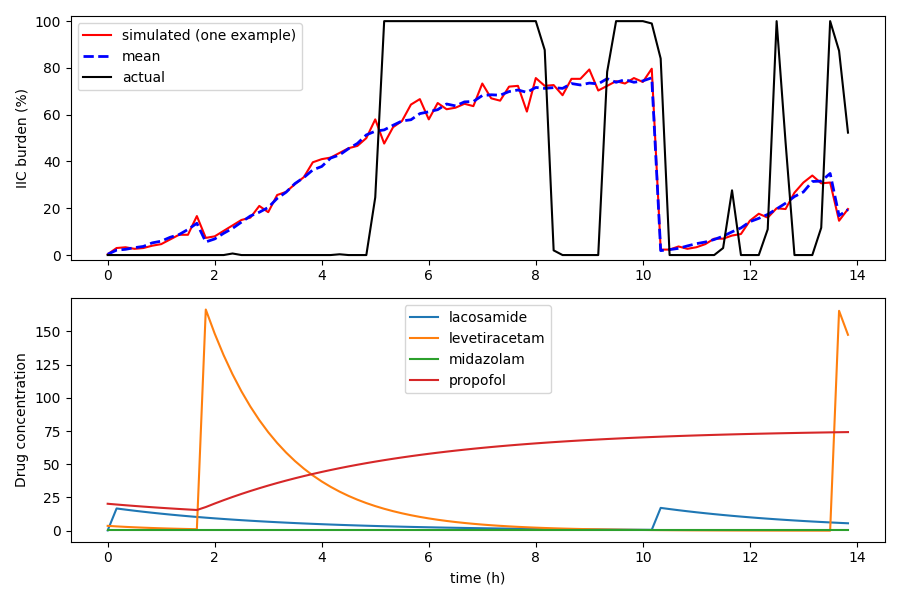 100
80
60
40
20
0
IIC burden (%)
simulated (one example)
mean
actual
0 2 4 6 8 10 12 14
150
125
100
75
50
25
0
Drug concentration
lacosamide
levetiracetam
midazolam
propofol
0 2 4 6 8 10 12 14
time (h)